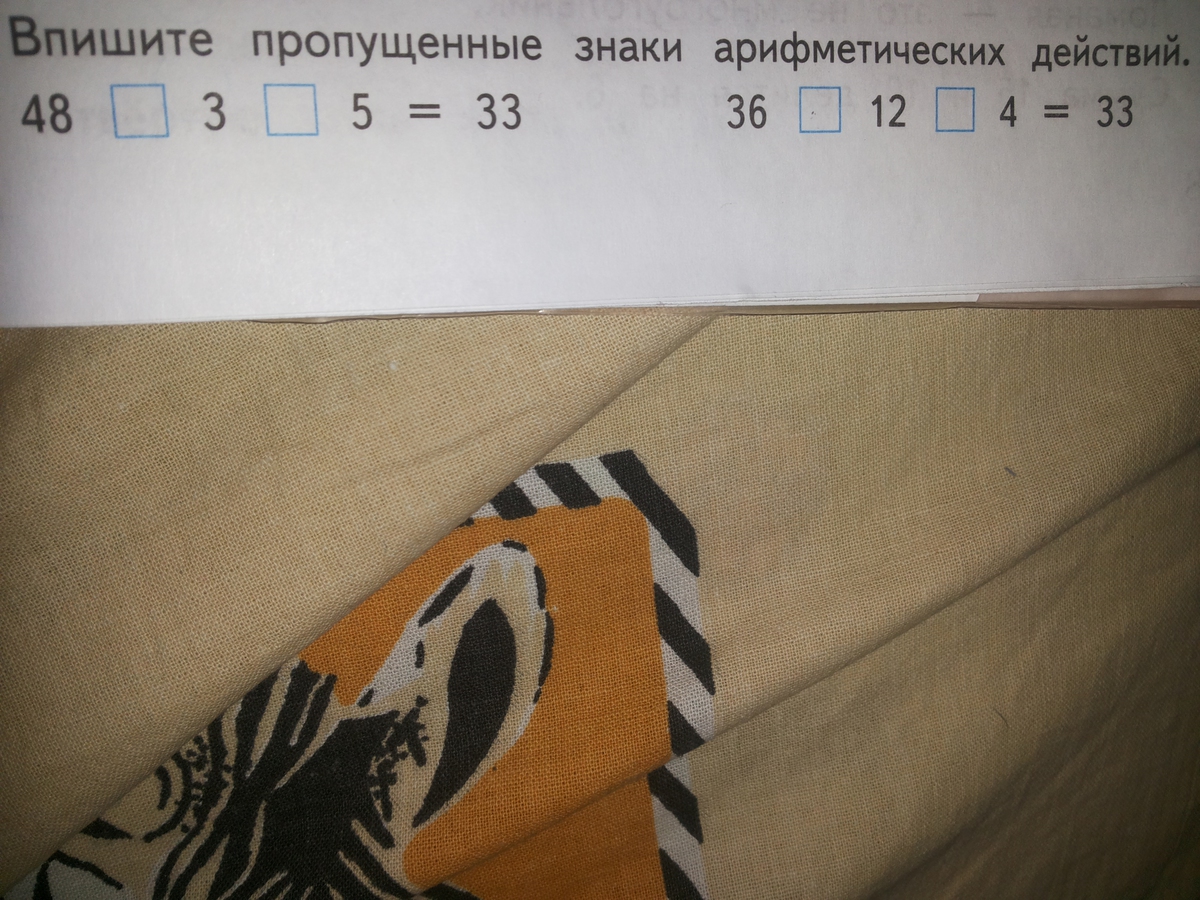 Впишите пропущенные знаки арифметических действий.
48 □ 3 □ 5 = 33 36 □ 12 □ 4 = 33